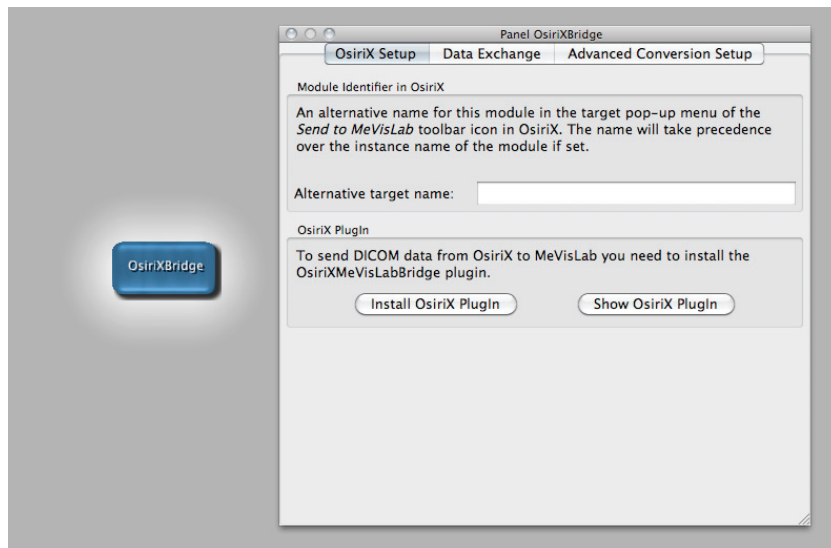 Panel OsiriXBridge
OsiriX Setup
Data Exchange
Advanced Conversion Setup
Module Identifier in OsiriX
An alternative name for this module in the target pop-up menu of the
Send to MeVisLab toolbar icon in OsiriX. The name will take precedence
over the instance name of the module if set.
Alternative target name:
OsiriXBridge
OsiriX PlugIn
To send DICOM data from OsiriX to MeVisLab you need to install the
OsiriXMeVisLabBridge plugin.
Install OsiriX PlugIn
Show OsiriX PlugIn